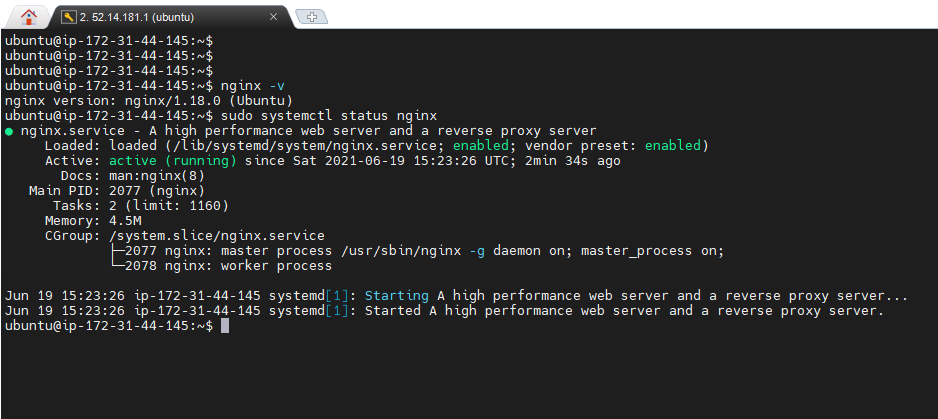 2. 52.14.181.1 (ubuntu)
ubuntu@ip-172-31-44-145:~$
ubuntu@ip-172-31-44-145:~$
ubuntu@ip-172-31-44-145:~$
ubuntu@ip-172-31-44-145:~$ nginx -v
nginx version: nginx/1.18.0 (Ubuntu)
ubuntu@ip-172-31-44-145:~$ sudo systemctl status nginx
● nginx.service - A high performance web server and a reverse proxy server
     Loaded: loaded (/lib/systemd/system/nginx.service; enabled; vendor preset: enabled)
     Active: active (running) since Sat 2021-06-19 15:23:26 UTC; 2min 34s ago
       Docs: man:nginx(8)
   Main PID: 2077 (nginx)
      Tasks: 2 (limit: 1160)
     Memory: 4.5M
     CGroup: /system.slice/nginx.service
             ├─2077 nginx: master process /usr/sbin/nginx -g daemon on; master_process on;
             └─2078 nginx: worker process
Jun 19 15:23:26 ip-172-31-44-145 systemd[1]: Starting A high performance web server and a reverse proxy server...
Jun 19 15:23:26 ip-172-31-44-145 systemd[1]: Started A high performance web server and a reverse proxy server.
ubuntu@ip-172-31-44-145:~$